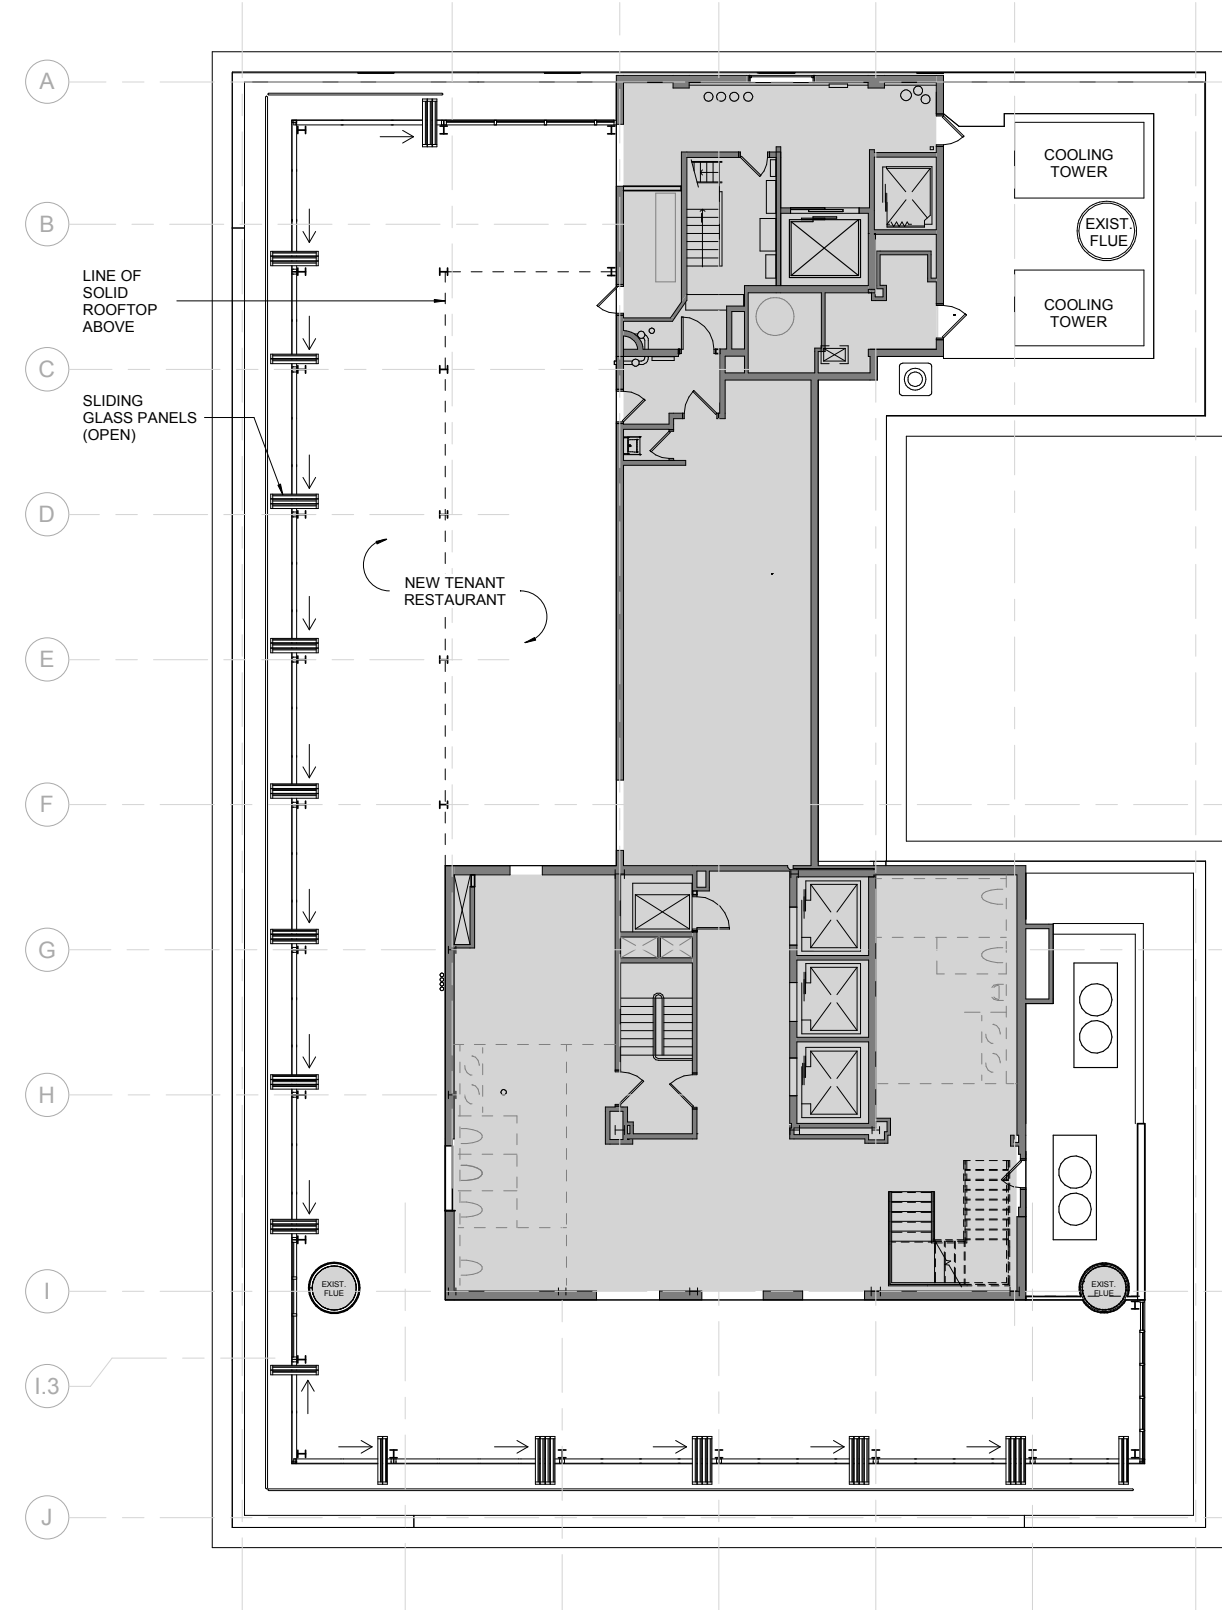 A
COOLING
TOWER
B
EXIST.
FLUE
LINE OF
SOLID
ROOFTOP
ABOVE
COOLING
TOWER
C
SLIDING
GLASS PANELS
(OPEN)
D
NEW TENANT
RESTAURANT
E
F
G
H
I
EXIST.
FLUE
EXIST.
FLUE
I.3
J